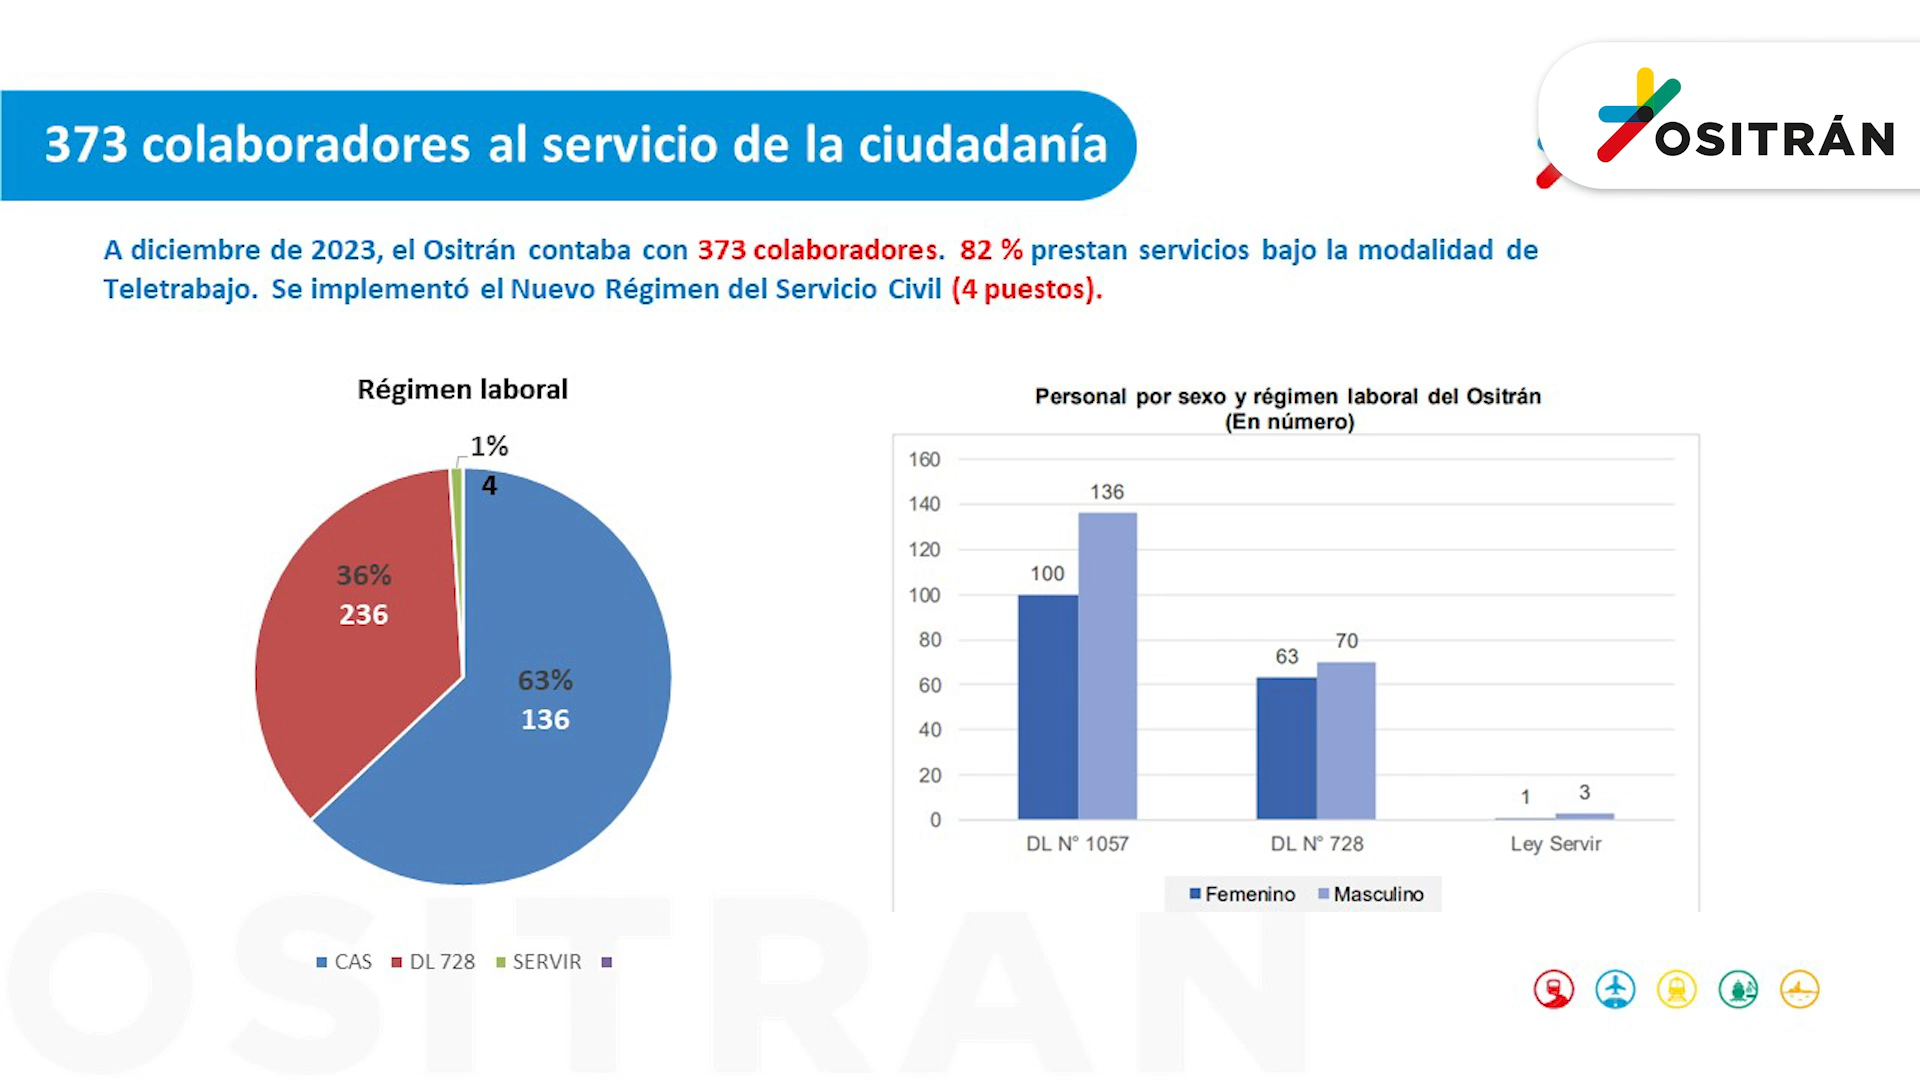 OSITRÁN
373 colaboradores al servicio de la ciudadanía
A diciembre de 2023, el Ositrán contaba con 373 colaboradores. 82 % prestan servicios bajo la modalidad de
Teletrabajo. Se implementó el Nuevo Régimen del Servicio Civil (4 puestos).
Régimen laboral
1%
4
36%
236
63%
136
CAS DL 728 SERVIR
Personal por sexo y régimen laboral del Ositrán
(En número)
160
140
120
100
80
60
40
20
0
100
136
63
70
1
3
DL N° 1057
DL N° 728
Ley Servir
Femenino Masculino
OSITRAN